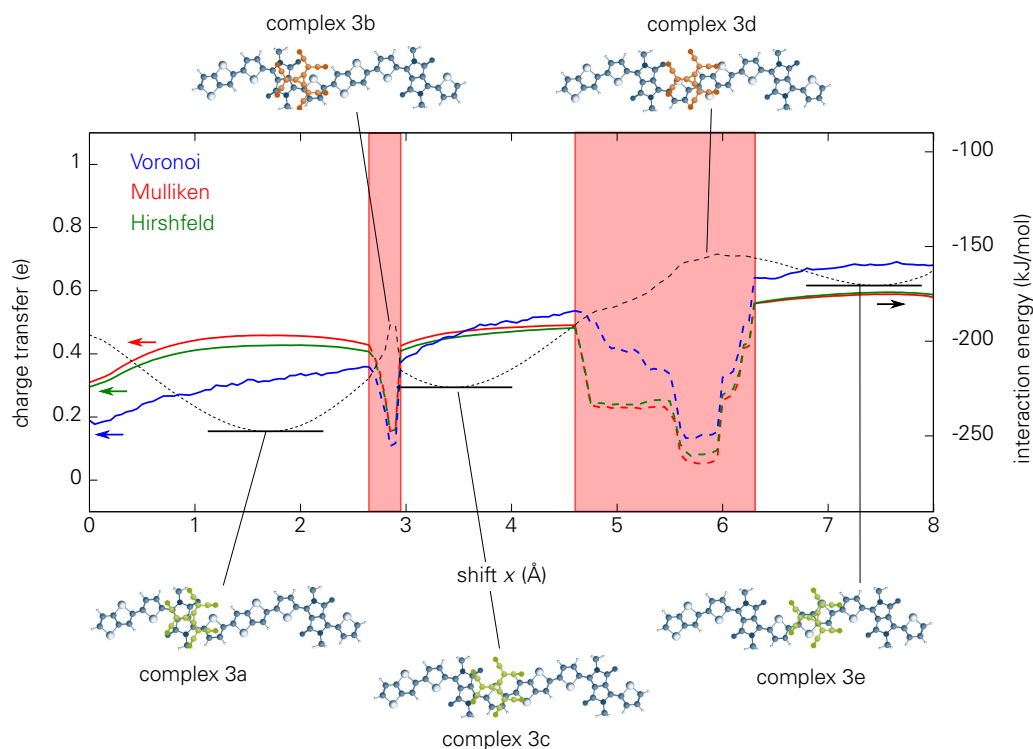 complex 3b
complex 3d
Voronoi
Mulliken
Hirshfeld
charge transfer (e)
1
0.8
0.6
0.4
0.2
0
-100
-150
-200
-250
interaction energy (kJ/mol)
0 1 2 3 4 5 6 7 8
shift x (Å)
complex 3a
complex 3e
complex 3c